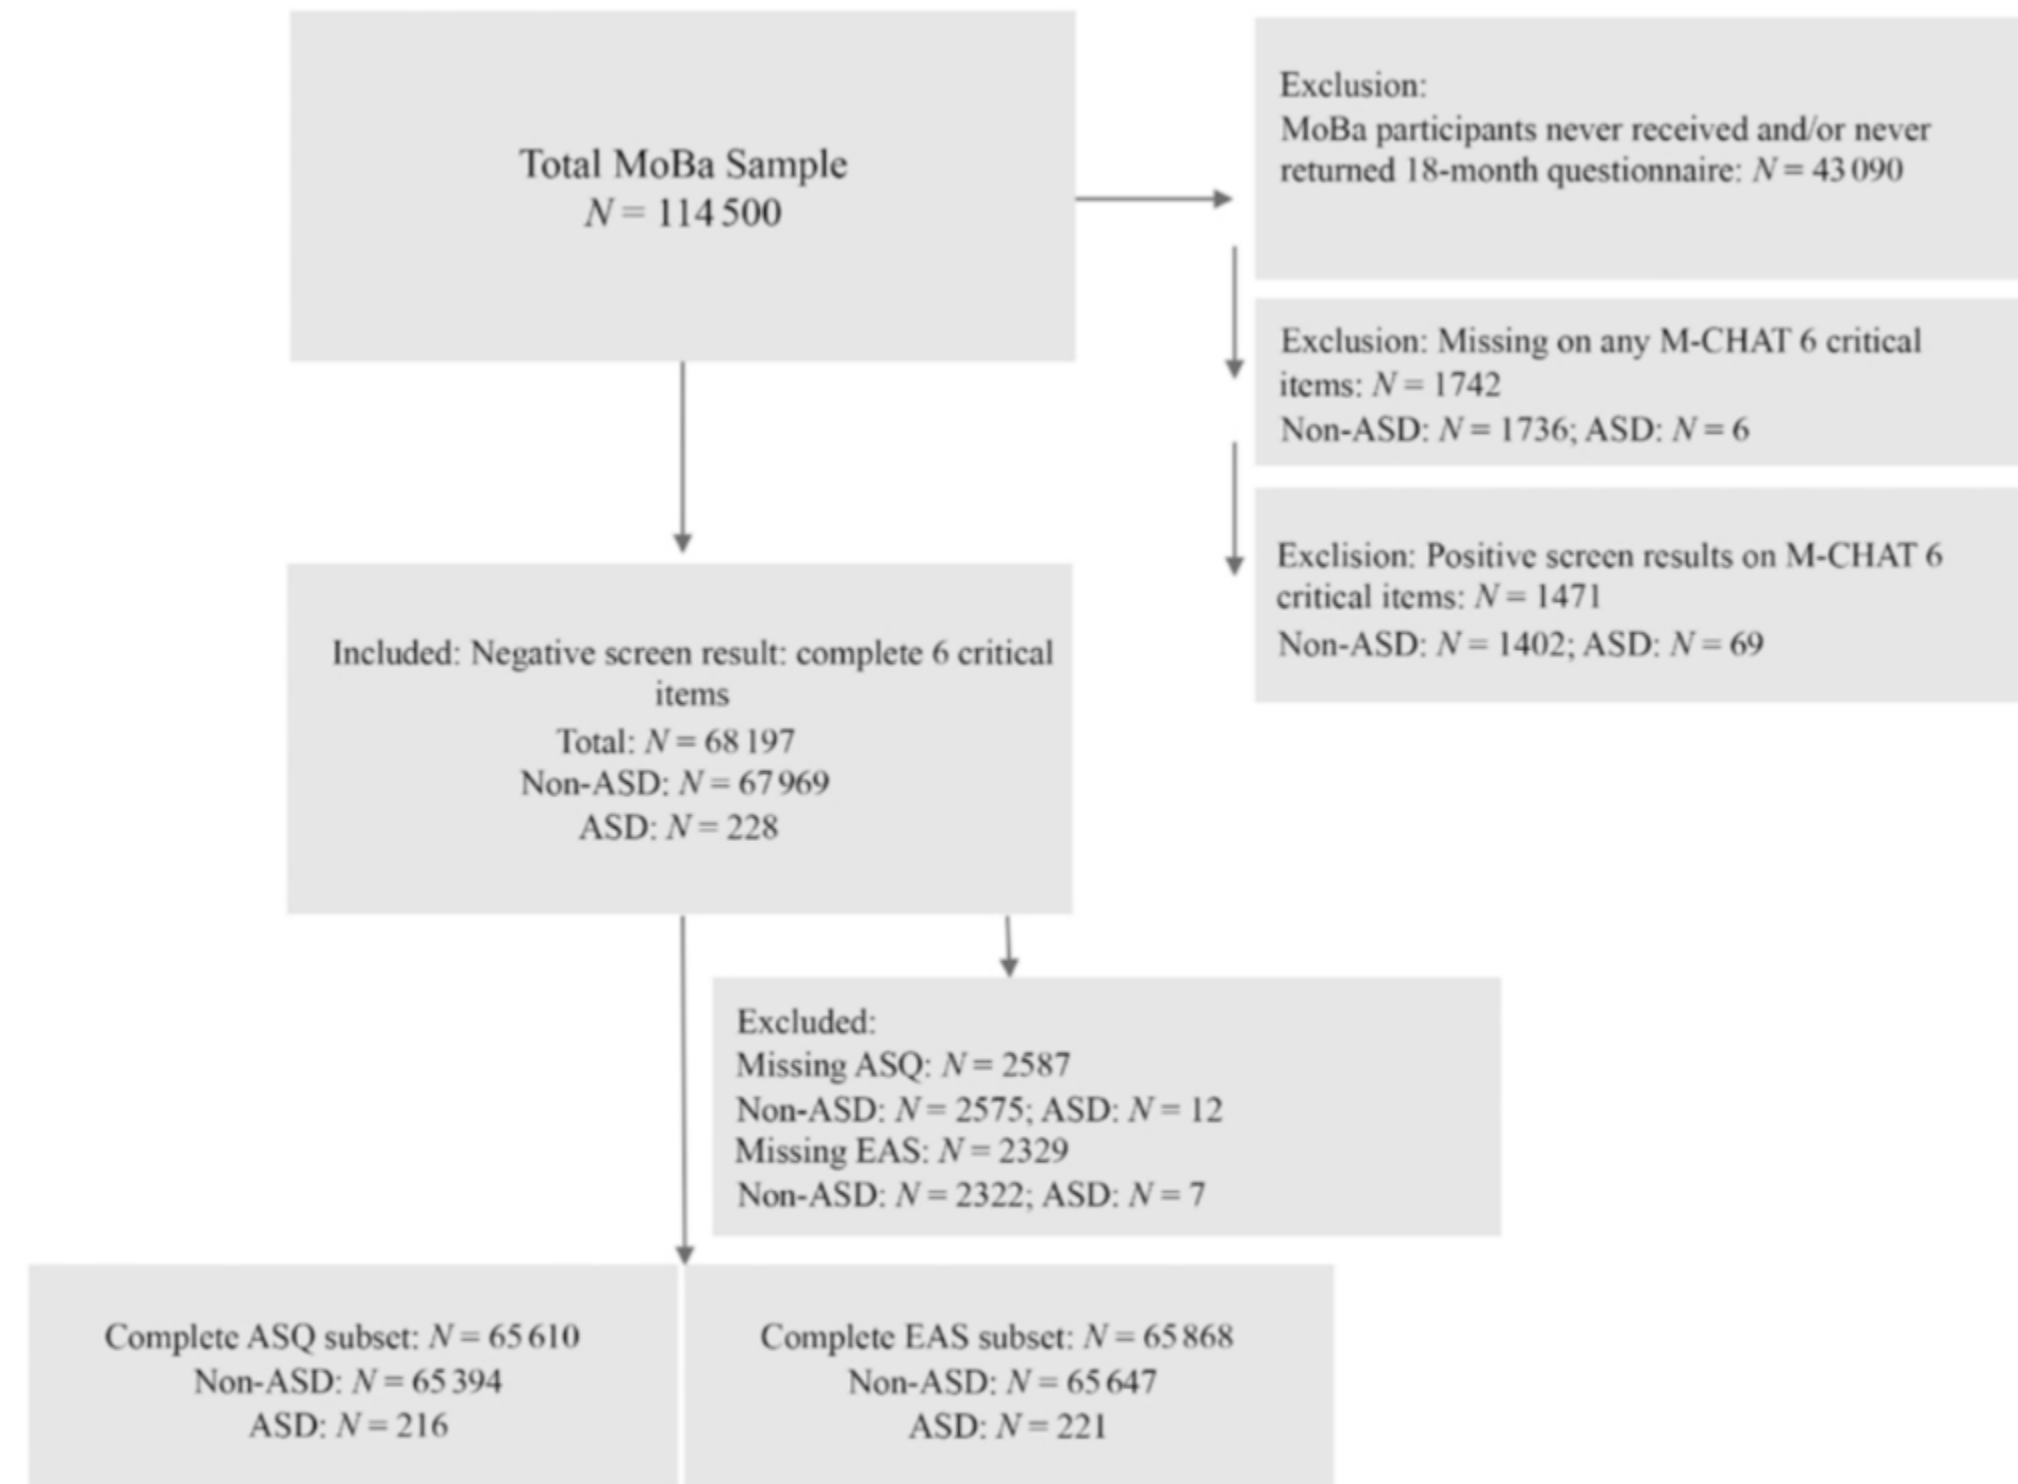 Total MoBa Sample
N = 114 500
Exclusion:
MoBa participants never received and/or never
returned 18-month questionnaire: N = 43 090
Exclusion: Missing on any M-CHAT 6 critical
items: N = 1742
Non-ASD: N = 1736; ASD: N = 6
Exclision: Positive screen results on M-CHAT 6
critical items: N = 1471
Non-ASD: N = 1402; ASD: N = 69
Included: Negative screen result: complete 6 critical
items
Total: N = 68 197
Non-ASD: N = 67 969
ASD: N = 228
Excluded:
Missing ASQ: N = 2587
Non-ASD: N = 2575; ASD: N = 12
Missing EAS: N = 2329
Non-ASD: N = 2322; ASD: N = 7
Complete ASQ subset: N = 65 610
Non-ASD: N = 65 394
ASD: N = 216
Complete EAS subset: N = 65 868
Non-ASD: N = 65 647
ASD: N = 221